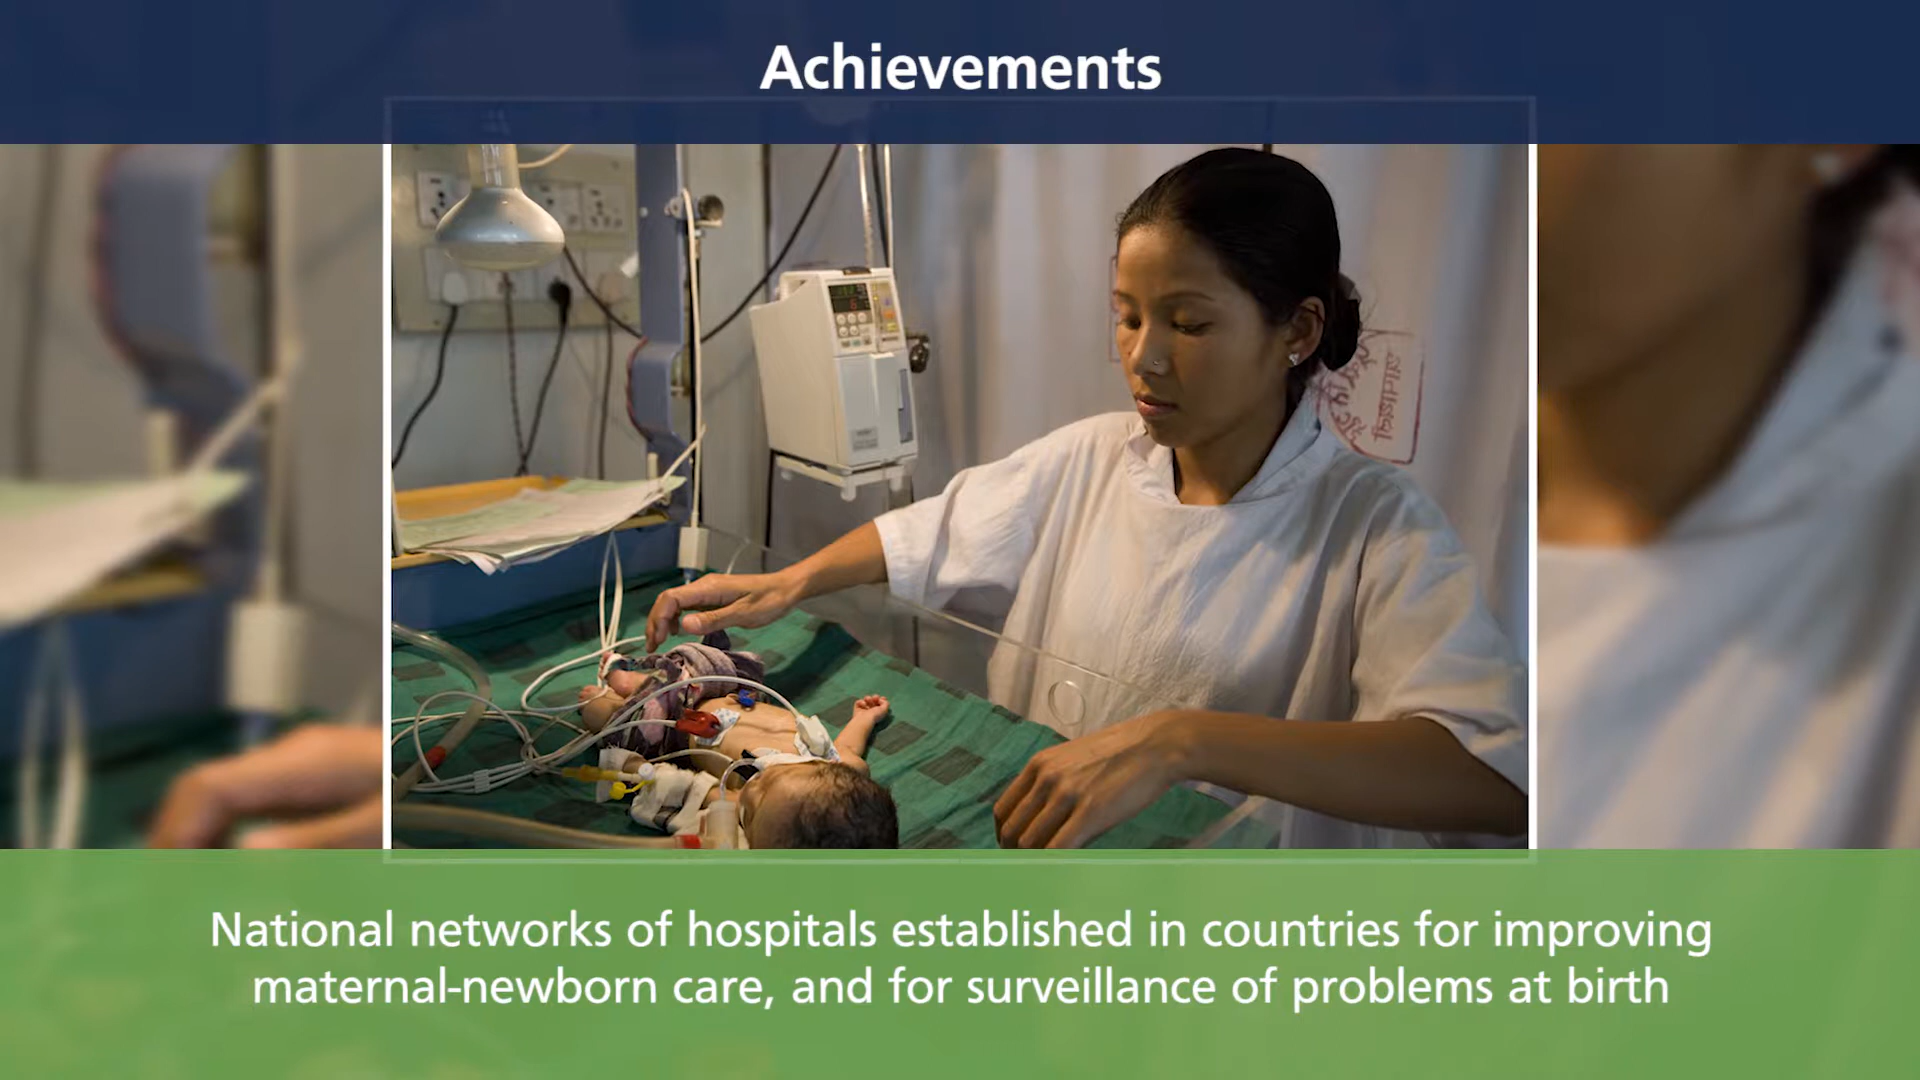 Achievements
National networks of hospitals established in countries for improving
maternal-newborn care, and for surveillance of problems at birth